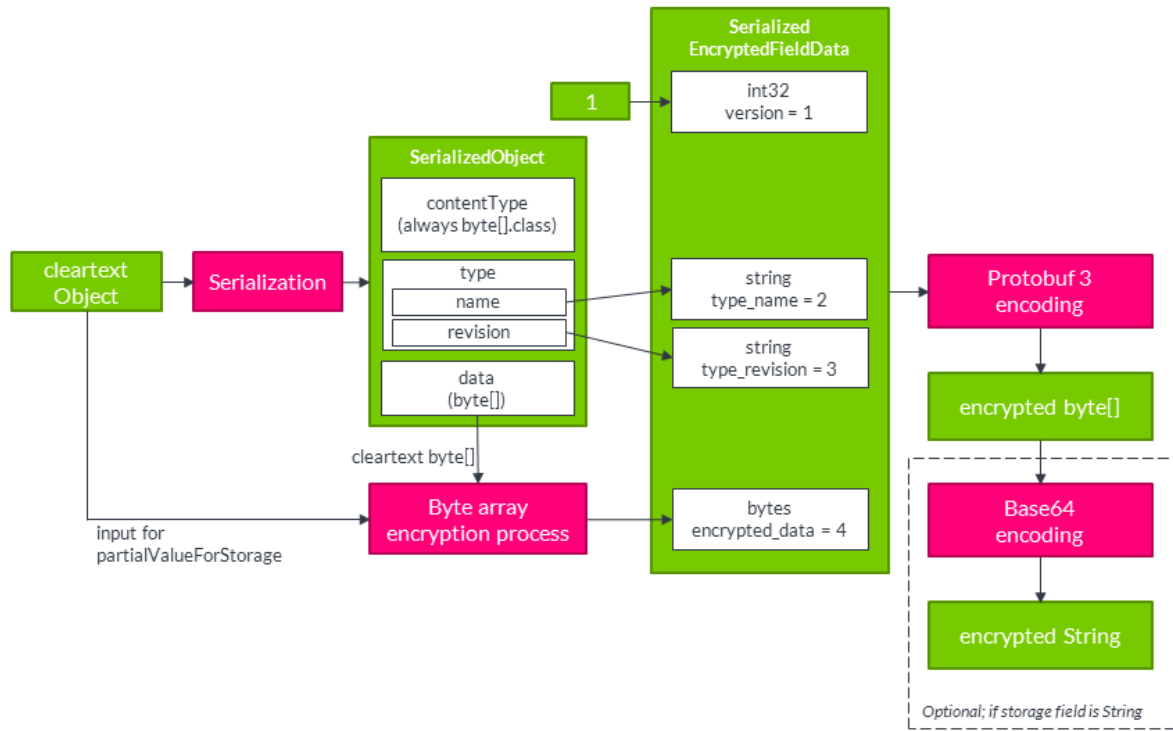 Serialized
EncryptedFieldData
int32
version = 1
1
SerializedObject
contentType
(always byte[].class)
cleartext
Object
Serialization
type
name
revision
string
type_name = 2
string
type_revision = 3
Protobuf 3
encoding
data
(byte[])
encrypted byte[]
cleartext byte[]
Byte array
encryption process
bytes
encrypted_data = 4
Base64
encoding
input for
partialValueForStorage
encrypted String
Optional; if storage field is String